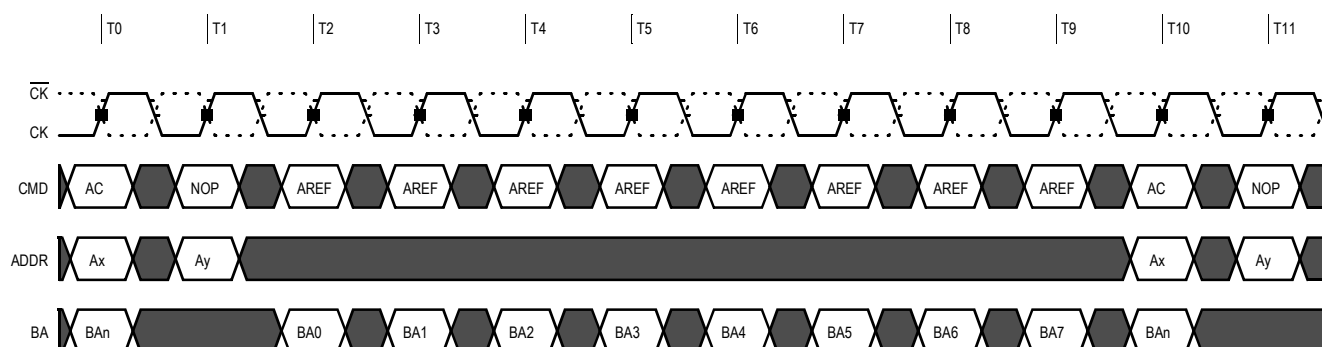 T0 T1 T2 T3 T4 T5 T6 T7 T8 T9 T10 T11
CK
CK
CMD AC NOP AREF AREF AREF AREF AREF AREF AREF AREF AC NOP
ADDR Ax Ay Ax Ay
BA BAn BA0 BA1 BA2 BA3 BA4 BA5 BA6 BA7 BAn